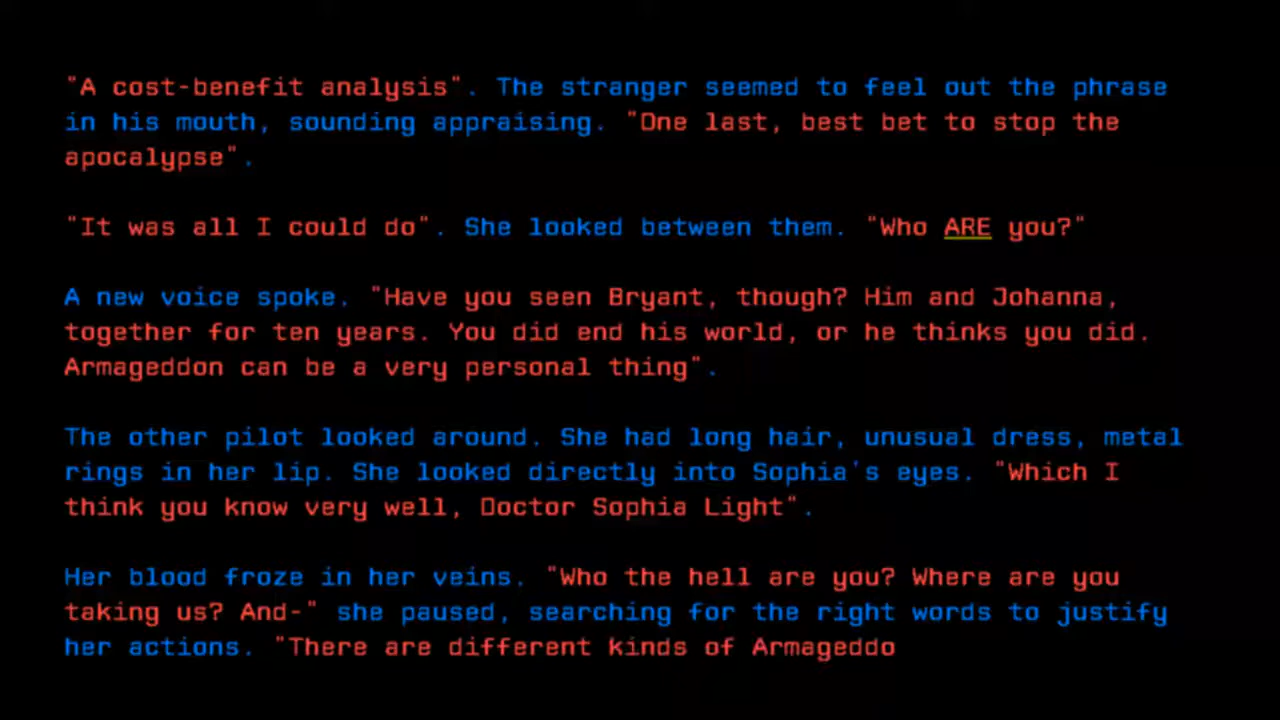 "A cost-benefit analysis". The stranger seemed to feel out the phrase
in his mouth, sounding appraising. "One last, best bet to stop the
apocalypse".
"It was all I could do". She looked between them. "Who ARE you?"
A new voice spoke. "Have you seen Bryant, though? Him and Johanna,
together for ten years. You did end his world, or he thinks you did.
Armageddon can be a very personal thing".
The other pilot looked around. She had long hair, unusual dress, metal
rings in her lip. She looked directly into Sophia's eyes. "Which I
think you know very well, Doctor Sophia Light".
Her blood froze in her veins. "Who the hell are you? Where are you
taking us? And-" she paused, searching for the right words to justify
her actions. "There are different kinds of Armageddo